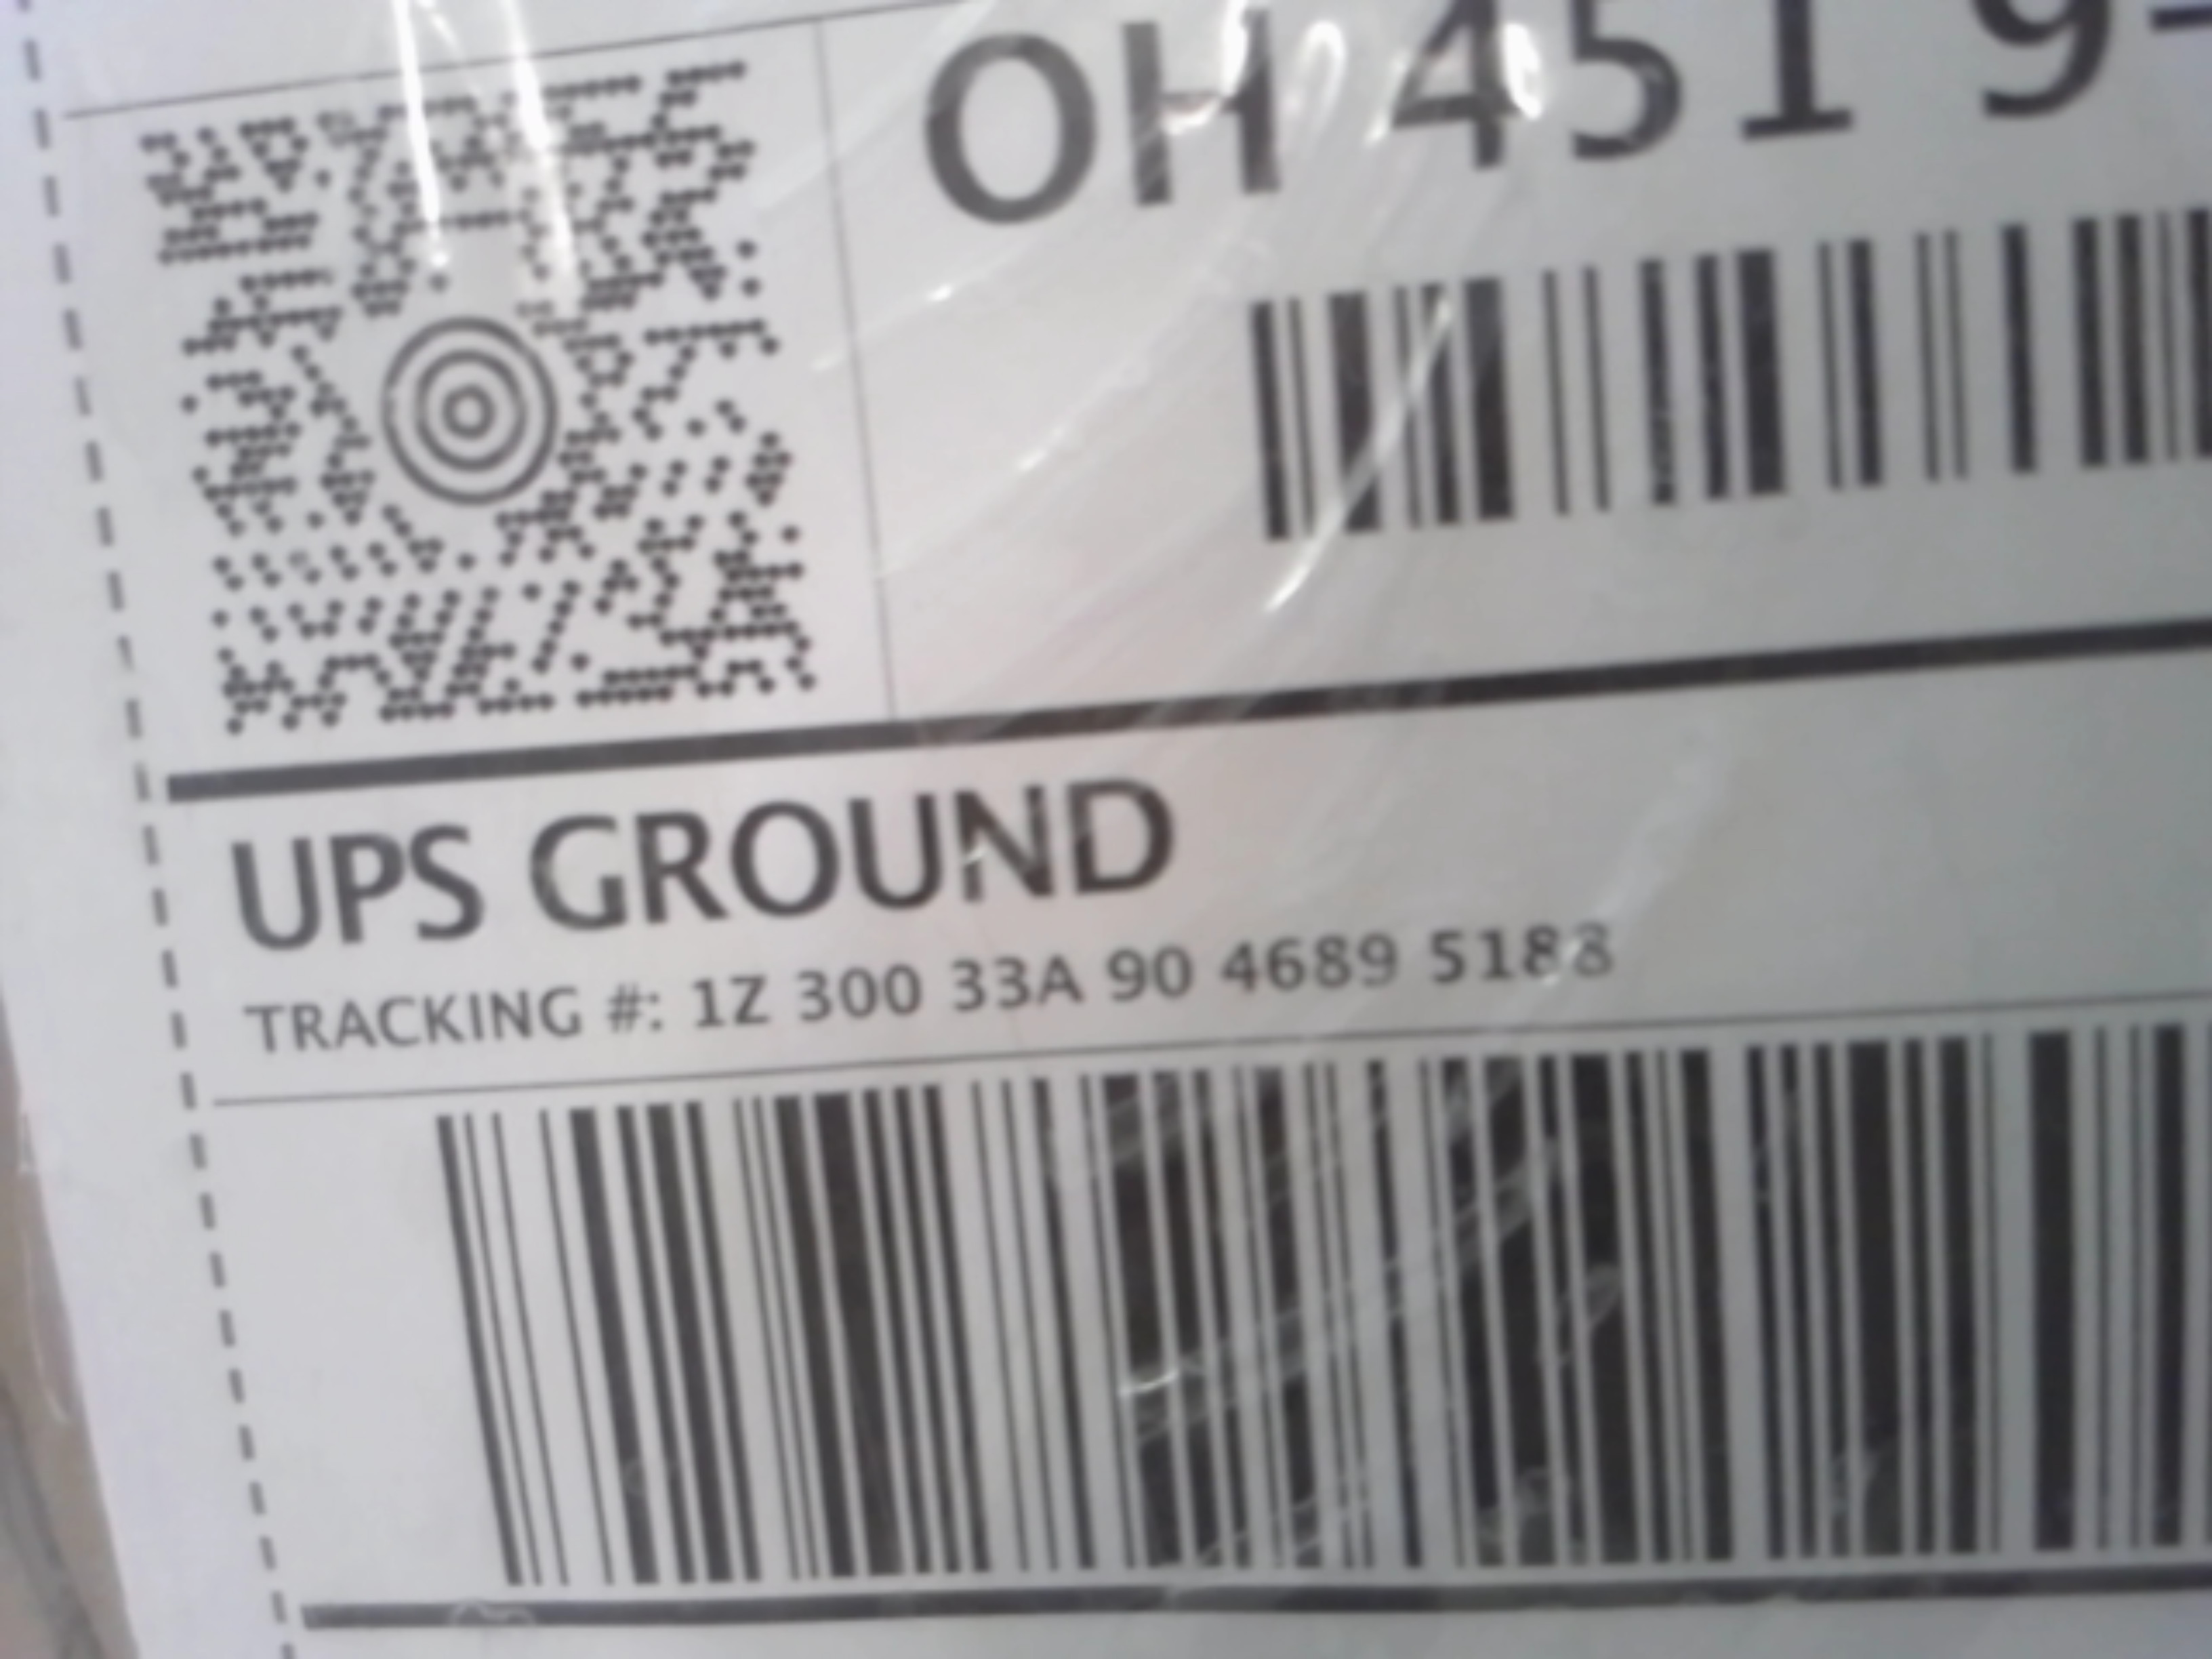 OH 451 9-
UPS GROUND
TRACKING #: 1Z 300 33A 90 4689 5188